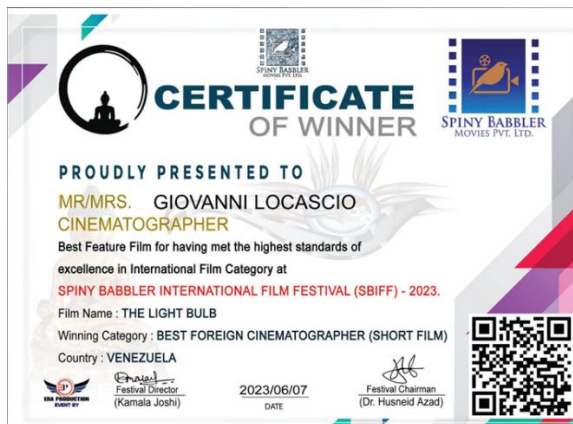 SPINY BABBLER
MOVIES PVT. LTD.
CERTIFICATE
OF WINNER
SPINY BABBLER
MOVIES PVT. LTD.
PROUDLY PRESENTED TO
MR/MRS. GIOVANNI LOCASCIO
CINEMATOGRAPHER
Best Feature Film for having met the highest standards of
excellence in International Film Category at
SPINY BABBLER INTERNATIONAL FILM FESTIVAL (SBIFF) - 2023.
Film Name : THE LIGHT BULB
Winning Category : BEST FOREIGN CINEMATOGRAPHER (SHORT FILM)
Country : VENEZUELA
ERA PRODUCTION
EVENT BY
Festival Director
(Kamala Joshi)
2023/06/07
DATE
Festival Chairman
(Dr. Husneid Azad)